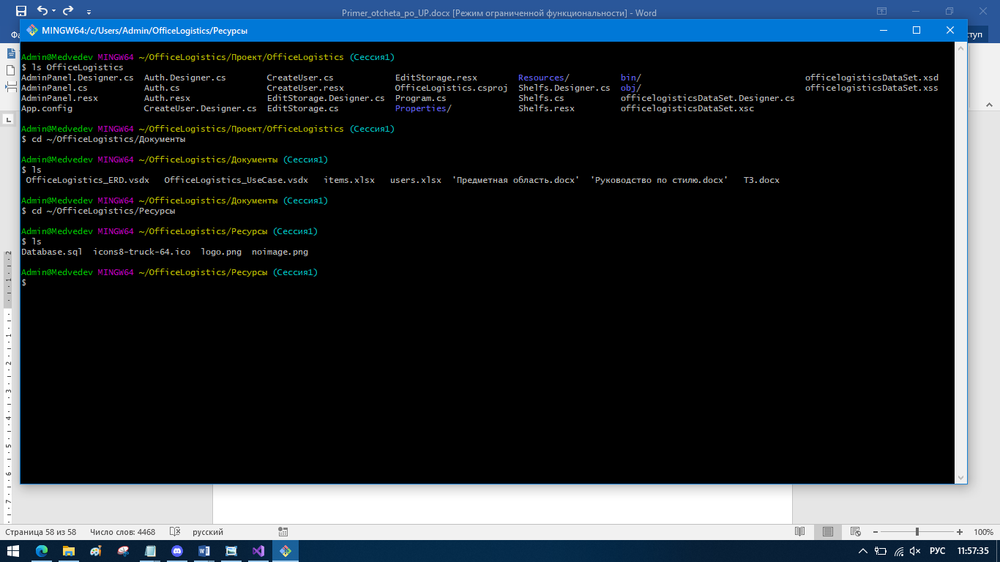 Primer_otcheta_po_UP.docx [Режим ограниченной функциональности] - Word
MINGW64:/c/Users/Admin/OfficeLogistics/Ресурсы
Admin@Medvedev MINGW64 ~/OfficeLogistics/Проект/OfficeLogistics (Сессия1)
$ ls OfficeLogistics
AdminPanel.Designer.cs Auth.Designer.cs CreateUser.cs EditStorage.resx Resources/ bin/ officelogisticsDataSet.xsd
AdminPanel.cs Auth.cs CreateUser.resx OfficeLogistics.csproj Shelfs.Designer.cs obj/ officelogisticsDataSet.xss
AdminPanel.resx Auth.resx EditStorage.Designer.cs Program.cs Shelfs.cs officelogisticsDataSet.Designer.cs
App.config CreateUser.Designer.cs EditStorage.cs Properties/ Shelfs.resx officelogisticsDataSet.xsc
Admin@Medvedev MINGW64 ~/OfficeLogistics/Проект/OfficeLogistics (Сессия1)
$ cd ~/OfficeLogistics/Документы
Admin@Medvedev MINGW64 ~/OfficeLogistics/Документы (Сессия1)
$ ls
OfficeLogistics_ERD.vsdx OfficeLogistics_UseCase.vsdx items.xlsx users.xlsx 'Предметная область.docx' 'Руководство по стилю.docx' ТЗ.docx
Admin@Medvedev MINGW64 ~/OfficeLogistics/Документы (Сессия1)
$ cd ~/OfficeLogistics/Ресурсы
Admin@Medvedev MINGW64 ~/OfficeLogistics/Ресурсы (Сессия1)
$ ls
Database.sql icons8-truck-64.ico logo.png noimage.png
Admin@Medvedev MINGW64 ~/OfficeLogistics/Ресурсы (Сессия1)
$
Страница 58 из 58 Число слов: 4468 русский 100%
РУС 11:57:35